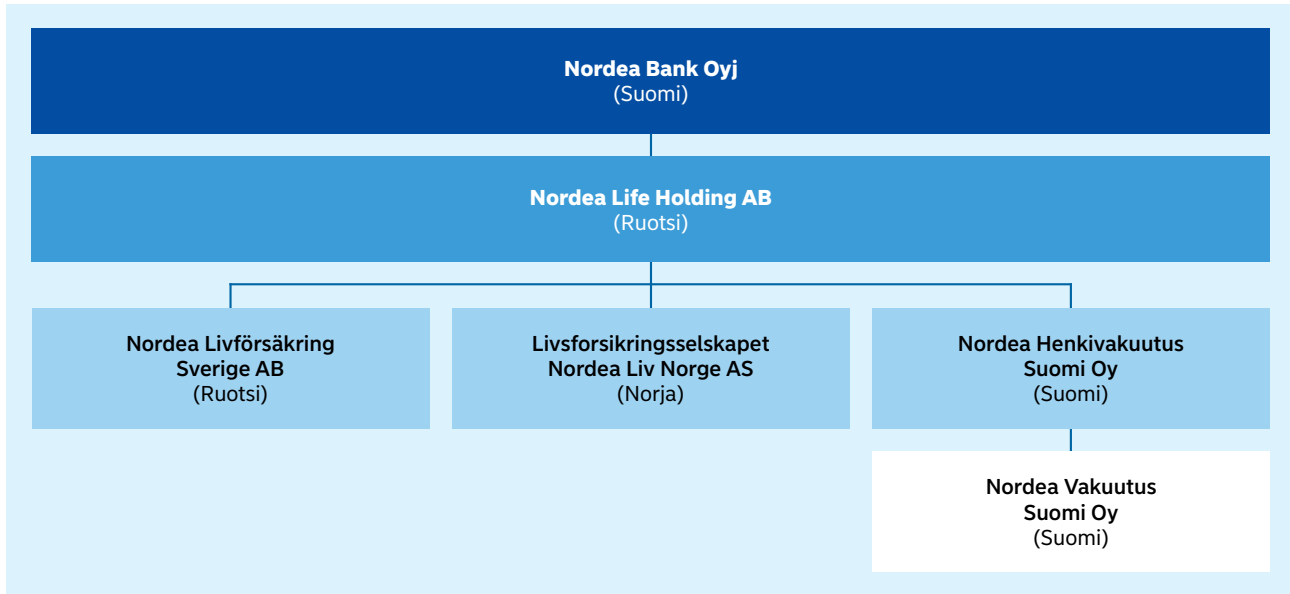 Nordea Bank Oyj
(Suomi)
Nordea Life Holding AB
(Ruotsi)
Nordea Livförsäkring
Sverige AB
(Ruotsi)
Livsforsikringsselskapet
Nordea Liv Norge AS
(Norja)
Nordea Henkivakuutus
Suomi Oy
(Suomi)
Nordea Vakuutus
Suomi Oy
(Suomi)